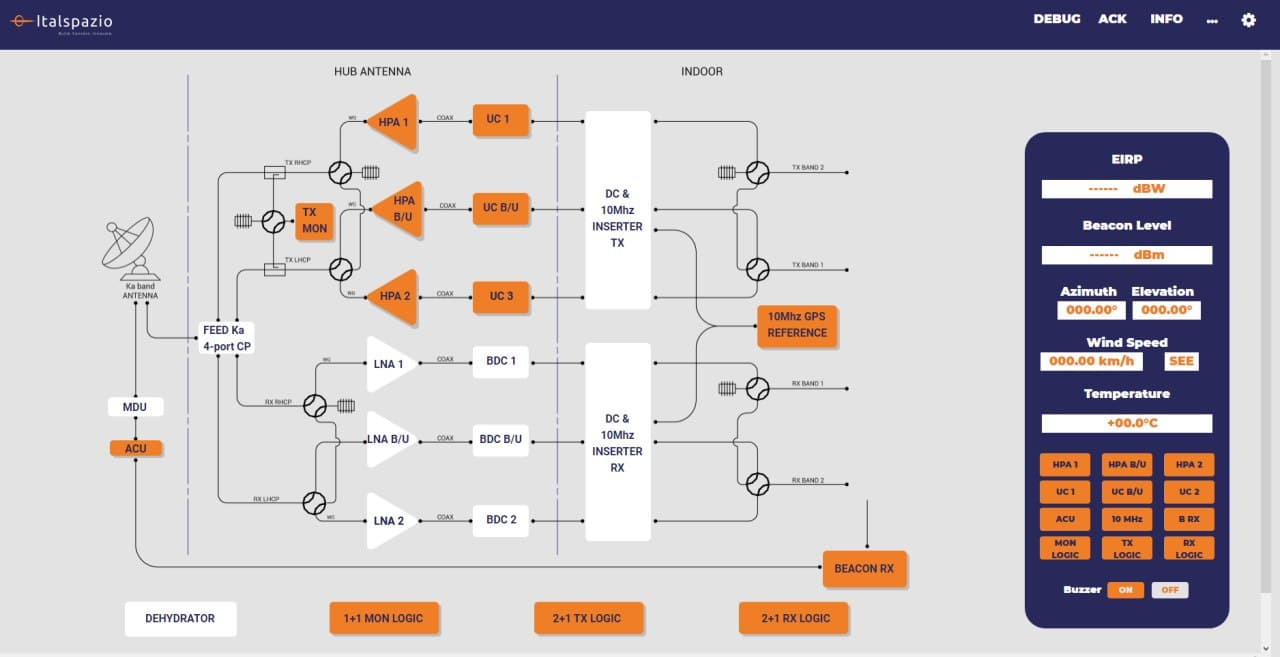 Italspazio
DEBUG ACK INFO ...
HUB ANTENNA
INDOOR
WG
HPA 1
COAX
UC 1
TX RHCP
TX BAND 2
WG
HPA
B/U
COAX
UC B/U
TX
MON
DC &
10Mhz
INSERTER
TX
TX LHCP
TX BAND 1
WG
HPA 2
COAX
UC 3
Ka band
ANTENNA
10Mhz GPS
REFERENCE
FEED Ka
4-port CP
WG
LNA 1
COAX
BDC 1
RX BAND 1
RX RHCP
MDU
DC &
10Mhz
INSERTER
RX
LNA B/U
COAX
BDC B/U
ACU
RX BAND 2
RX LHCP
WG
LNA 2
COAX
BDC 2
BEACON RX
DEHYDRATOR
1+1 MON LOGIC
2+1 TX LOGIC
2+1 RX LOGIC
EIRP
------ dBW
Beacon Level
------ dBm
Azimuth Elevation
000.00° 000.00°
Wind Speed
000.00 km/h SEE
Temperature
+00.0°C
HPA 1 HPA B/U HPA 2
UC 1 UC B/U UC 2
ACU 10 MHz B RX
MON
LOGIC
TX
LOGIC
RX
LOGIC
Buzzer ON OFF